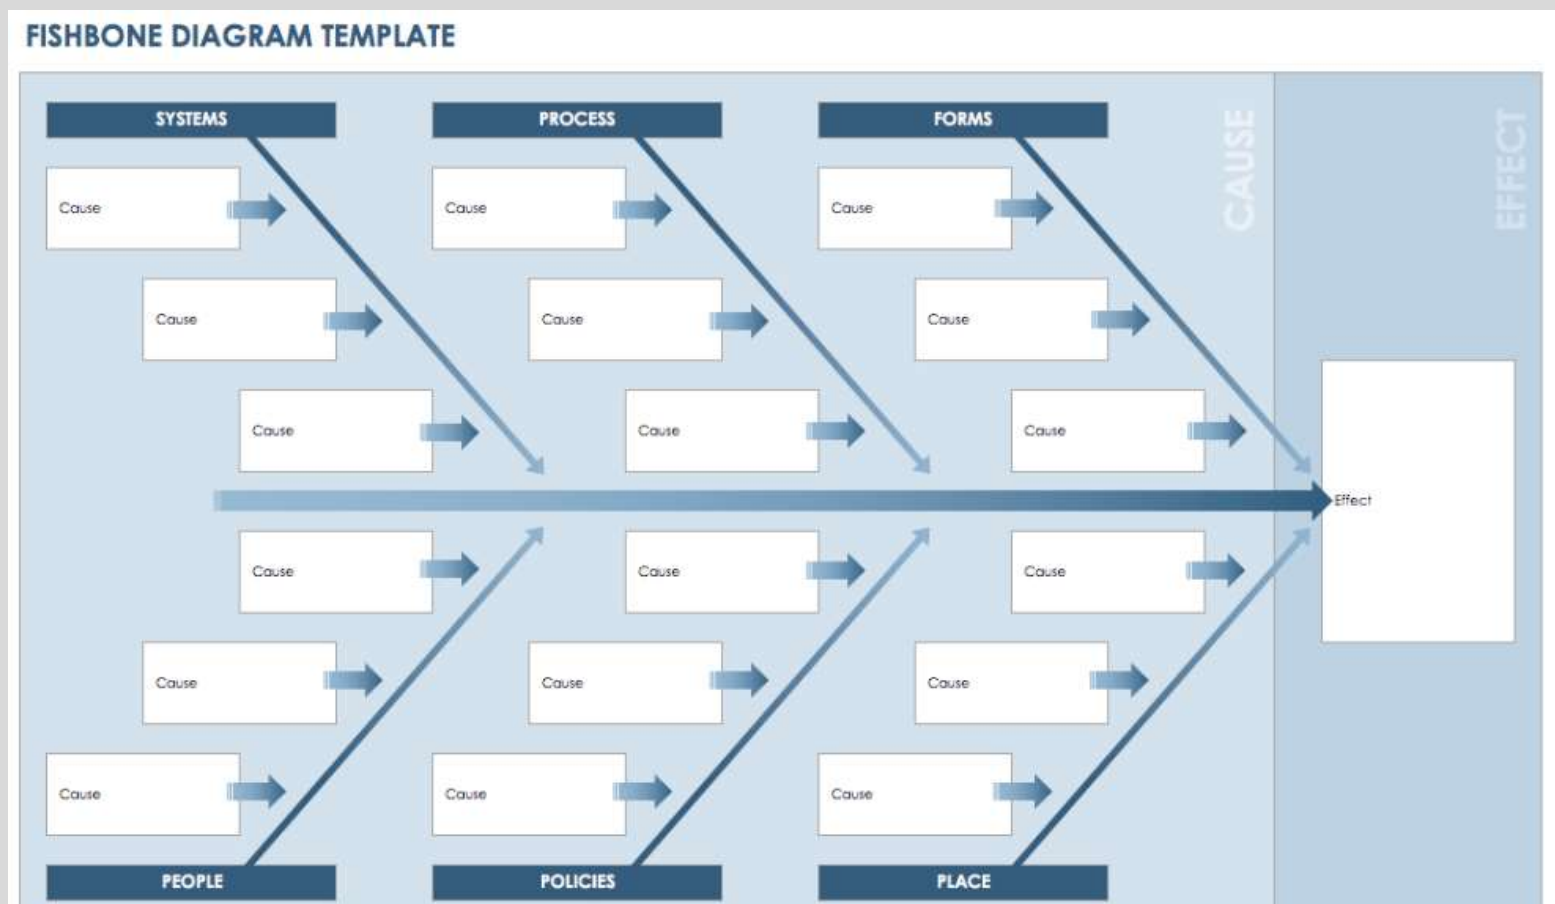 FISHBONE DIAGRAM TEMPLATE
SYSTEMS PROCESS FORMS
CAUSE
EFFECT
Cause Cause Cause
Cause Cause Cause
Cause Cause Cause
Effect
Cause Cause Cause
Cause Cause Cause
Cause Cause Cause
PEOPLE POLICIES PLACE